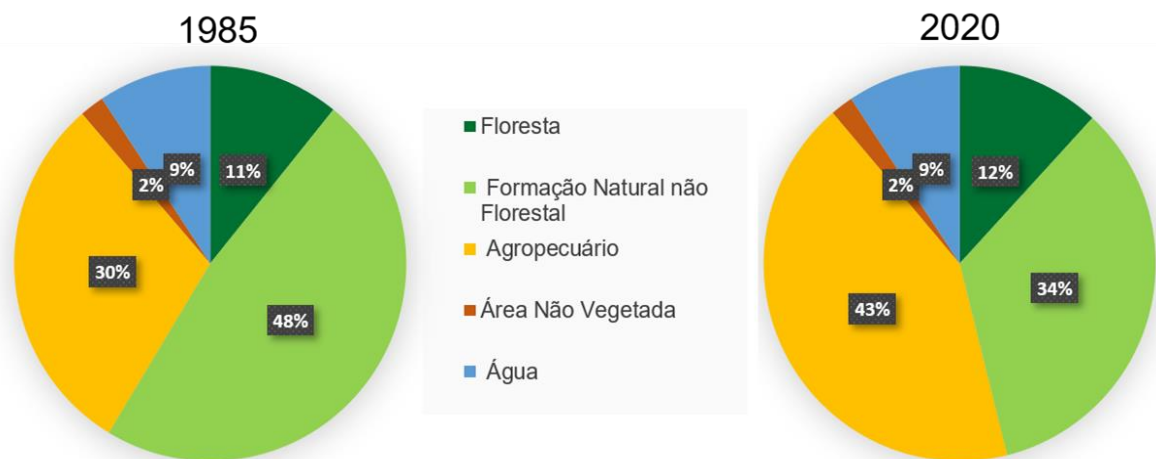 1985
9%
11%
2%
30%
48%
Floresta
Formação Natural não
Florestal
Agropecuário
Área Não Vegetada
Água
2020
9%
12%
2%
34%
43%